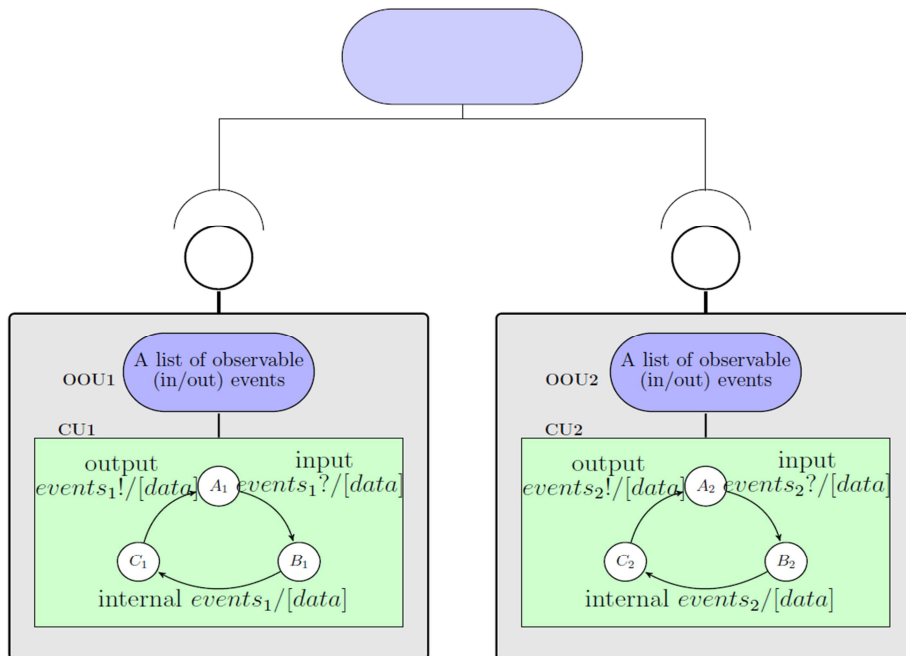 A list of observable
(in/out) events
OOU1
CU1
output
events₁!/[data]
input
events₁?/[data]
A₁
C₁
B₁
internal events₁/[data]
A list of observable
(in/out) events
OOU2
CU2
output
events₂!/[data]
input
events₂?/[data]
A₂
C₂
B₂
internal events₂/[data]